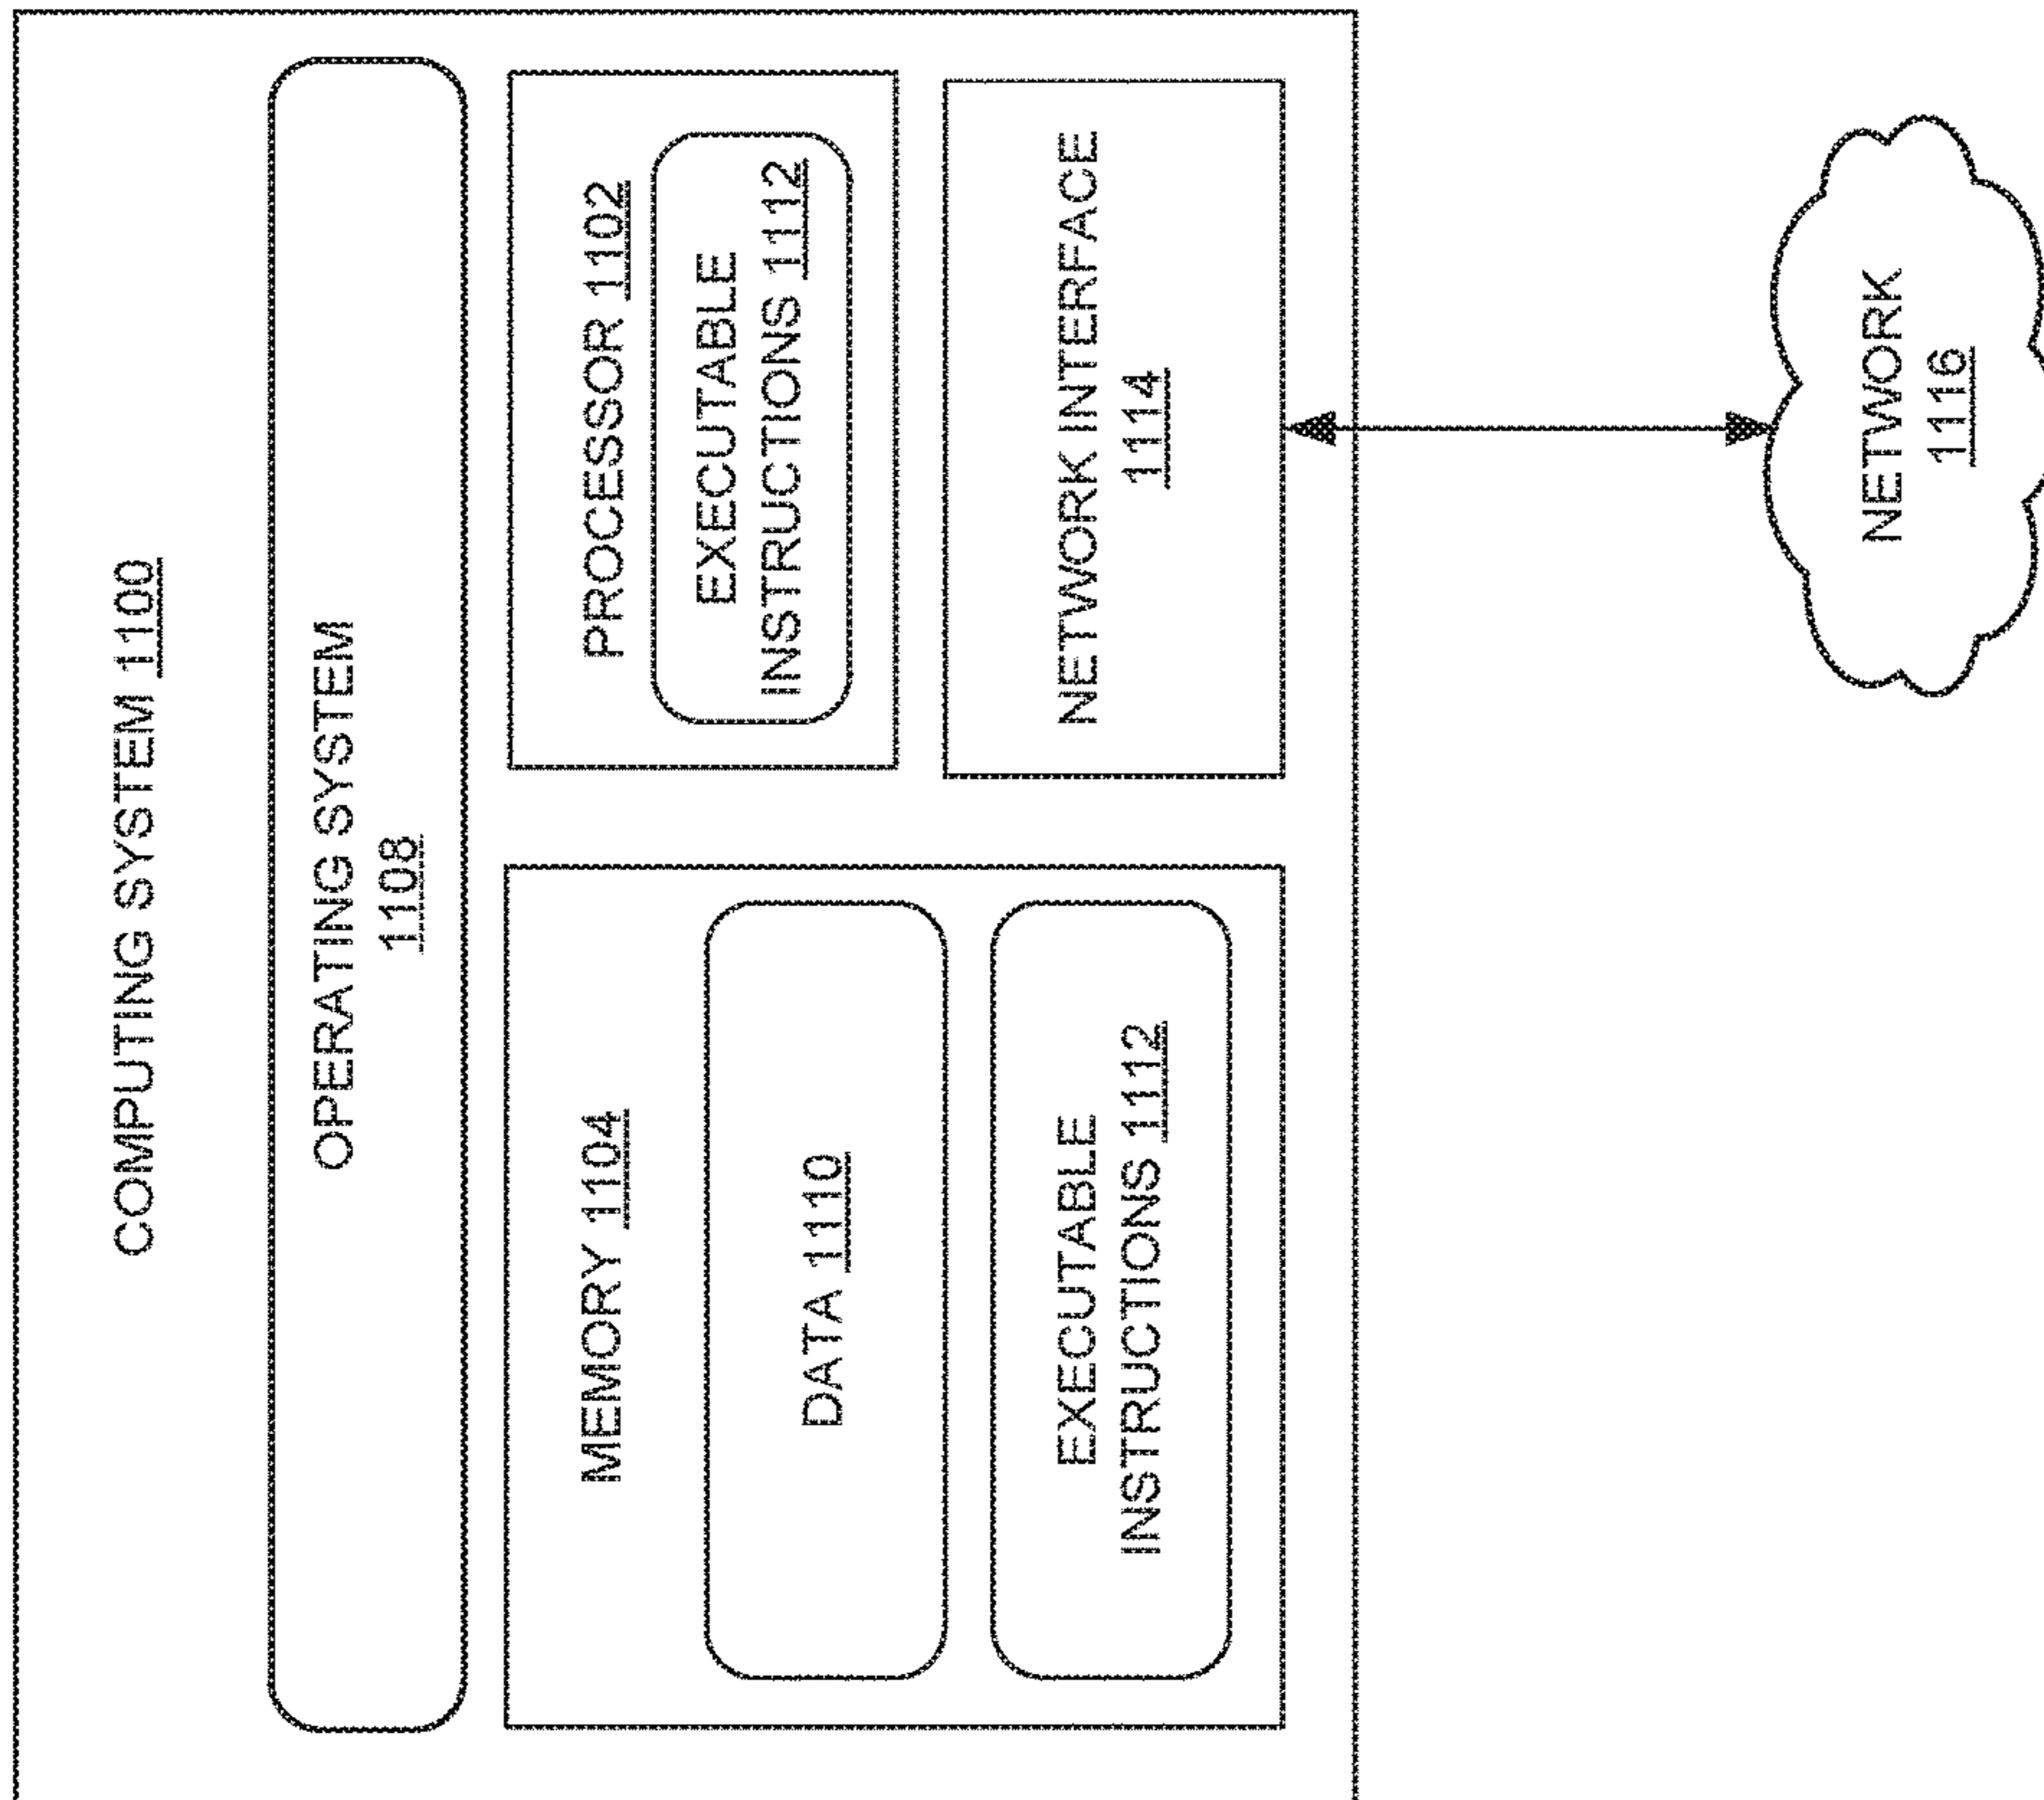 COMPUTING SYSTEM 1100
OPERATING SYSTEM
1108
MEMORY 1104
DATA 1110
EXECUTABLE
INSTRUCTIONS 1112
PROCESSOR 1102
EXECUTABLE
INSTRUCTIONS 1112
NETWORK INTERFACE
1114
NETWORK
1116